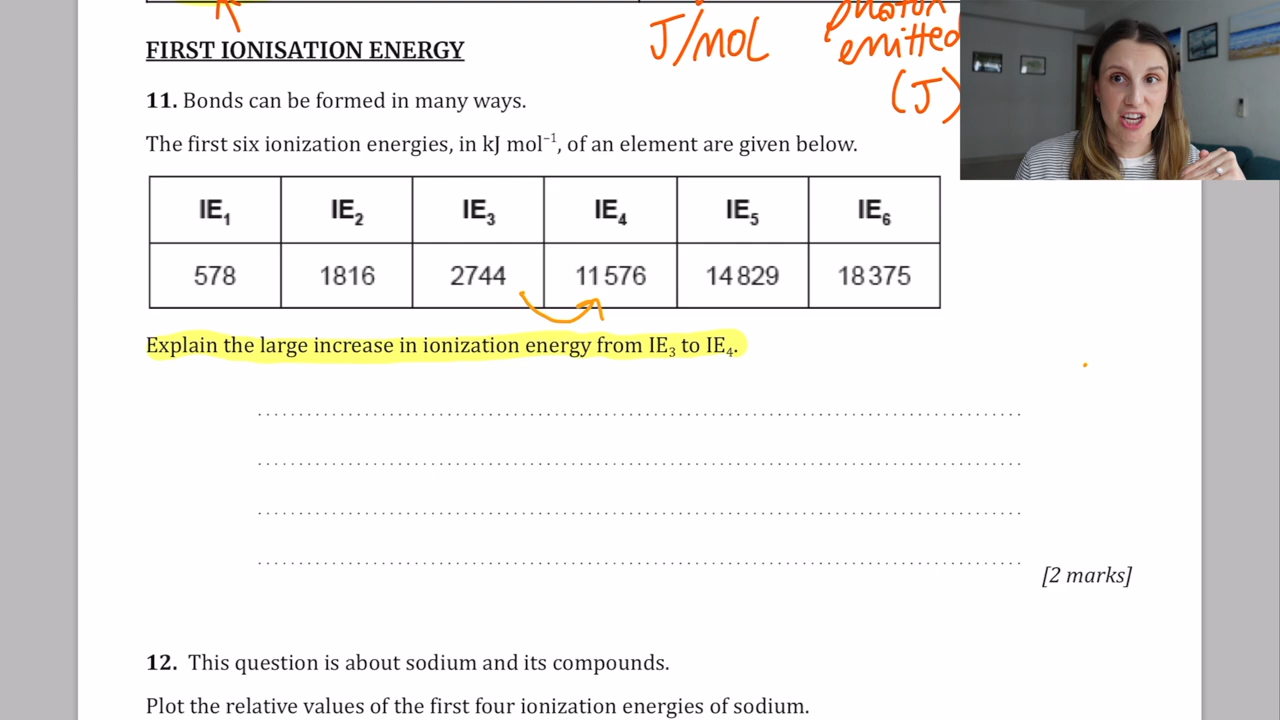 photon
J/mol
emitted
(J)
FIRST IONISATION ENERGY
11. Bonds can be formed in many ways.
The first six ionization energies, in kJ mol⁻¹, of an element are given below.
IE₁ IE₂ IE₃ IE₄ IE₅ IE₆
578 1816 2744 11 576 14 829 18 375
Explain the large increase in ionization energy from IE₃ to IE₄.
[2 marks]
12. This question is about sodium and its compounds.
Plot the relative values of the first four ionization energies of sodium.